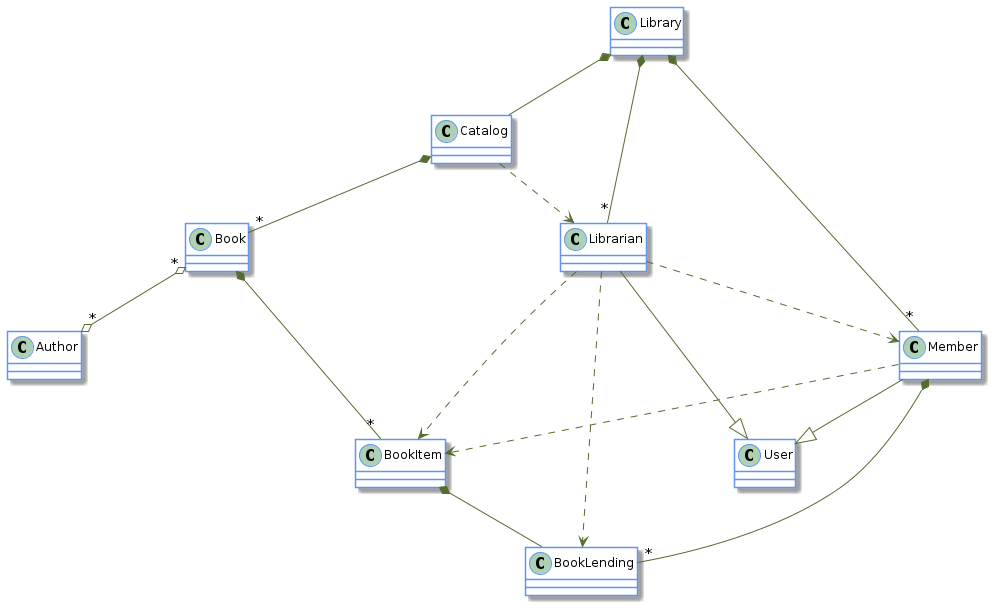 C Library
C Catalog
*
*
C Book
C Librarian
*
*
*
C Author
C Member
*
C BookItem
C User
*
C BookLending